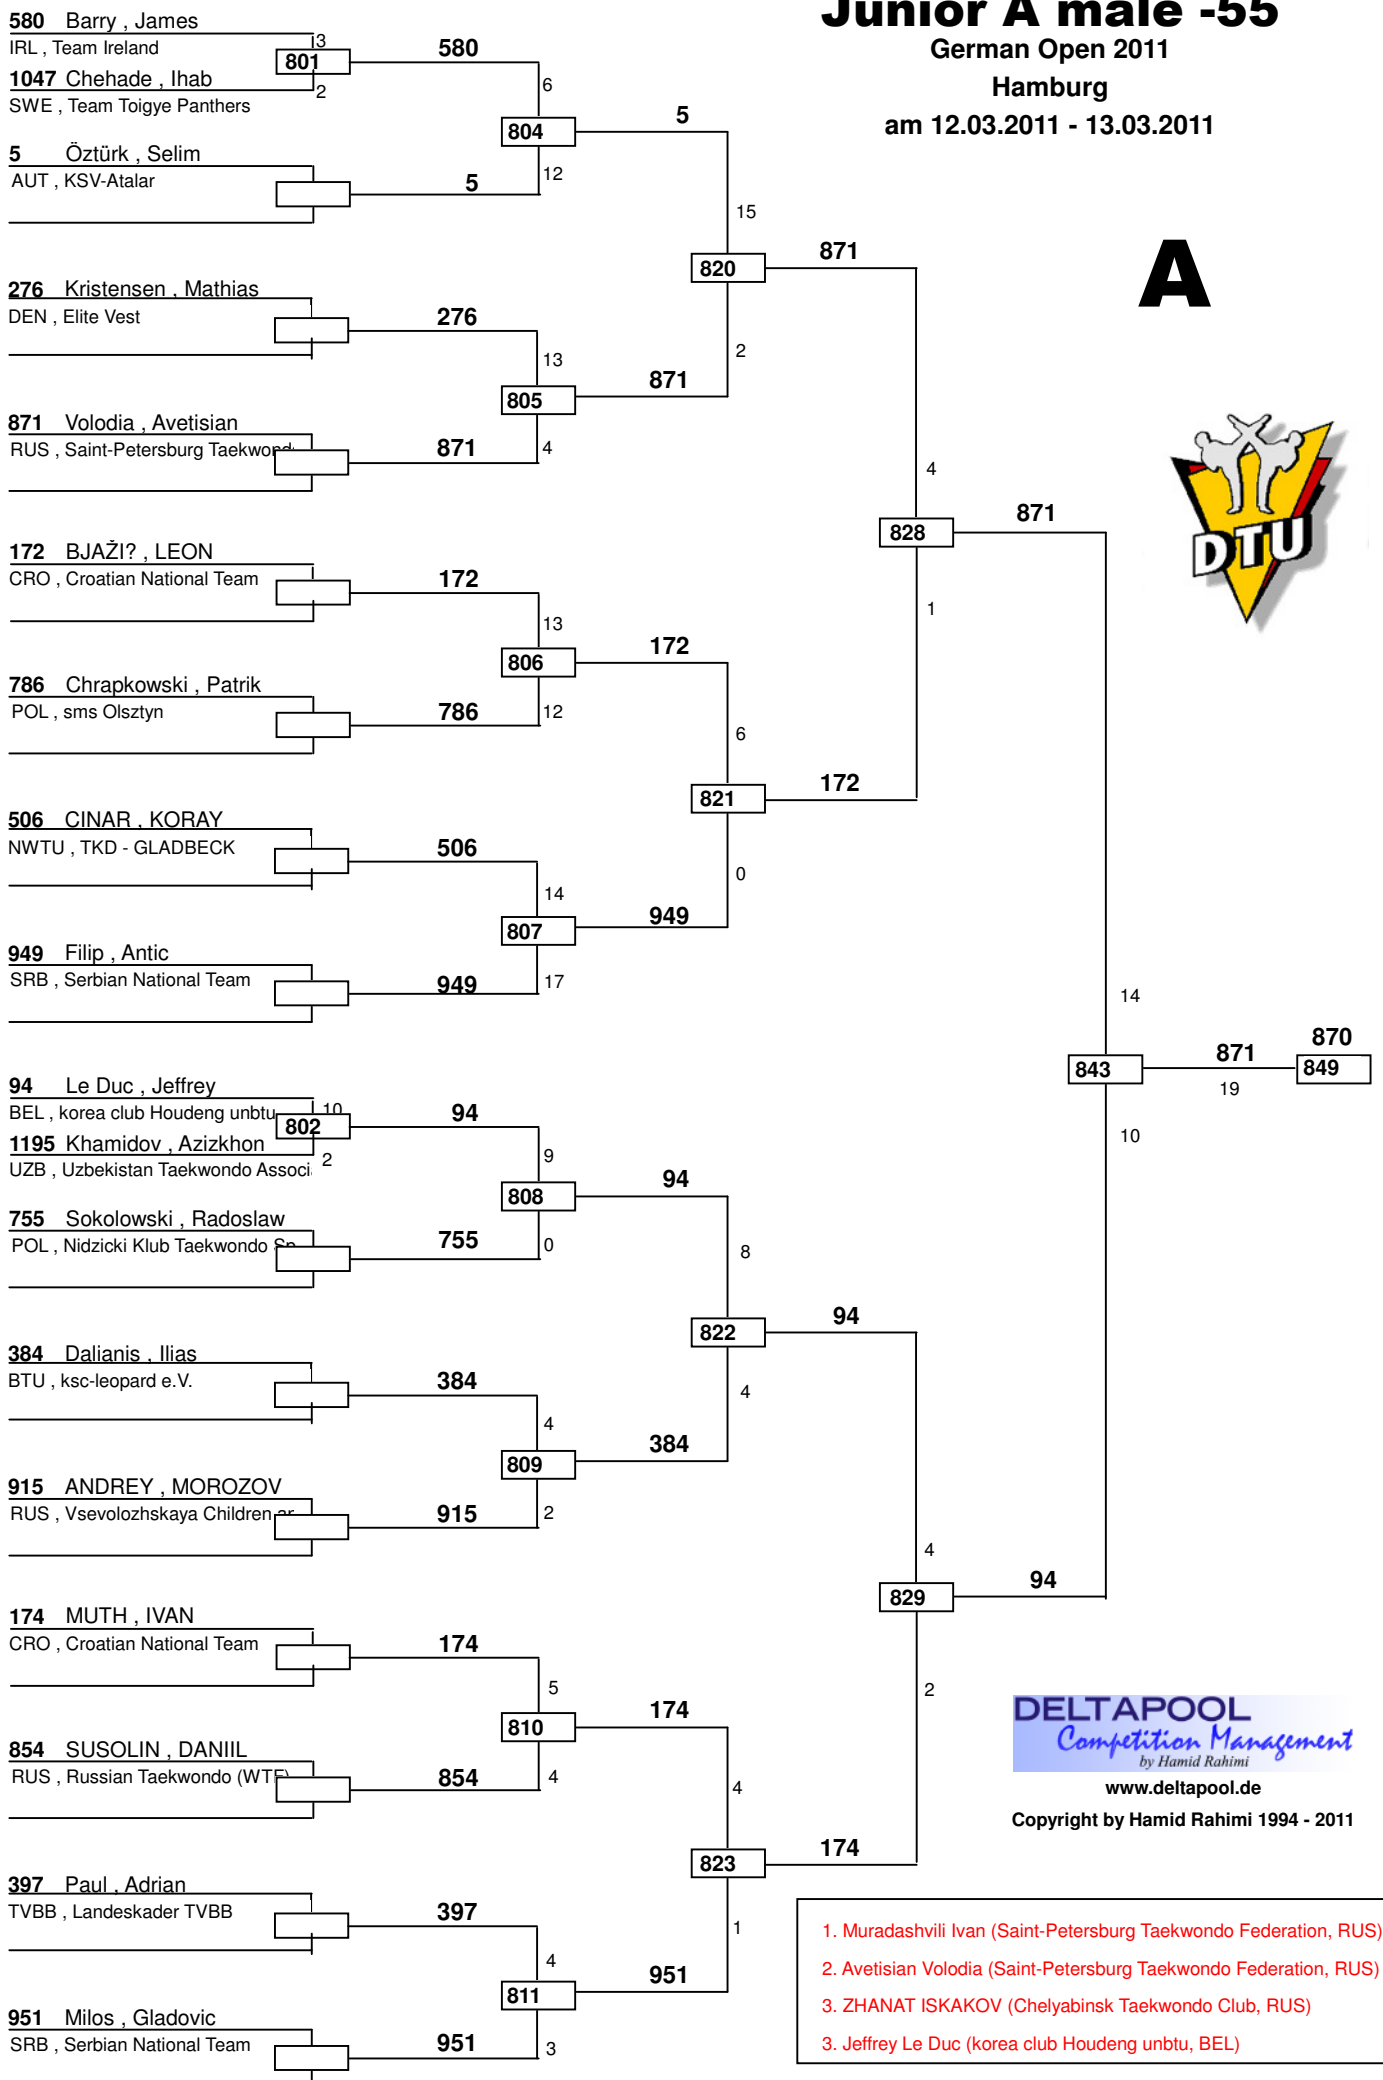 Junior A male -55
German Open 2011
Hamburg
am 12.03.2011 - 13.03.2011
A
DTU
580 Barry , James
IRL , Team Ireland
3
801
580
1047 Chehade , Ihab
2
SWE , Team Toigye Panthers
6
804
5
5 Öztürk , Selim
AUT , KSV-Atalar
5
12
15
820
871
276 Kristensen , Mathias
DEN , Elite Vest
276
13
2
805
871
871 Volodia , Avetisian
RUS , Saint-Petersburg Taekwond
871
4
4
828
871
172 BJAŽI? , LEON
CRO , Croatian National Team
172
1
13
806
172
786 Chrapkowski , Patrik
POL , sms Olsztyn
786
12
6
821
172
506 CINAR , KORAY
NWTU , TKD - GLADBECK
506
0
14
807
949
949 Filip , Antic
SRB , Serbian National Team
949
17
14
843
871
19
870
849
94 Le Duc , Jeffrey
BEL , korea club Houdeng unbtu
10
802
94
10
1195 Khamidov , Azizkhon
2
UZB , Uzbekistan Taekwondo Associ
9
808
94
755 Sokolowski , Radoslaw
POL , Nidzicki Klub Taekwondo Sp
755
0
8
822
94
384 Dalianis , Ilias
BTU , ksc-leopard e.V.
384
4
4
809
384
915 ANDREY , MOROZOV
RUS , Vsevolozhskaya Children ar
915
2
4
829
94
174 MUTH , IVAN
CRO , Croatian National Team
174
2
5
810
174
854 SUSOLIN , DANIIL
RUS , Russian Taekwondo (WTF)
854
4
4
823
174
397 Paul , Adrian
TVBB , Landeskader TVBB
397
1
4
811
951
951 Milos , Gladovic
SRB , Serbian National Team
951
3
DELTAPOOL
Competition Management
by Hamid Rahimi
www.deltapool.de
Copyright by Hamid Rahimi 1994 - 2011
1. Muradashvili Ivan (Saint-Petersburg Taekwondo Federation, RUS)
2. Avetisian Volodia (Saint-Petersburg Taekwondo Federation, RUS)
3. ZHANAT ISKAKOV (Chelyabinsk Taekwondo Club, RUS)
3. Jeffrey Le Duc (korea club Houdeng unbtu, BEL)